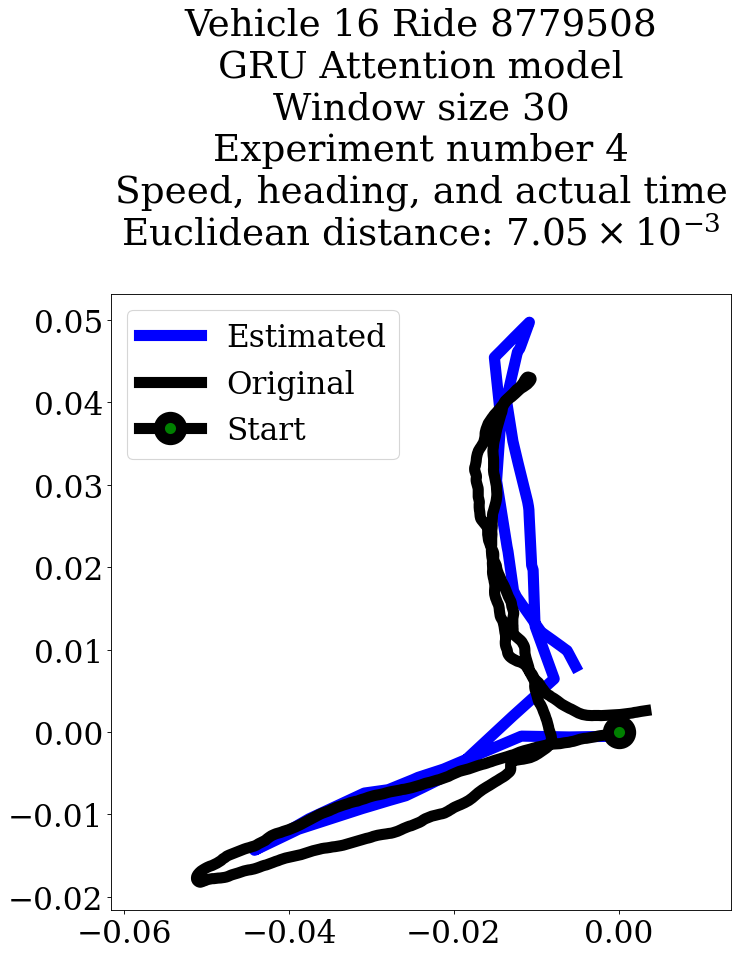 Vehicle 16 Ride 8779508
GRU Attention model
Window size 30
Experiment number 4
Speed, heading, and actual time
Euclidean distance: 7.05 × 10⁻³
Estimated
Original
Start
0.05
0.04
0.03
0.02
0.01
0.00
−0.01
−0.02
−0.06 −0.04 −0.02 0.00